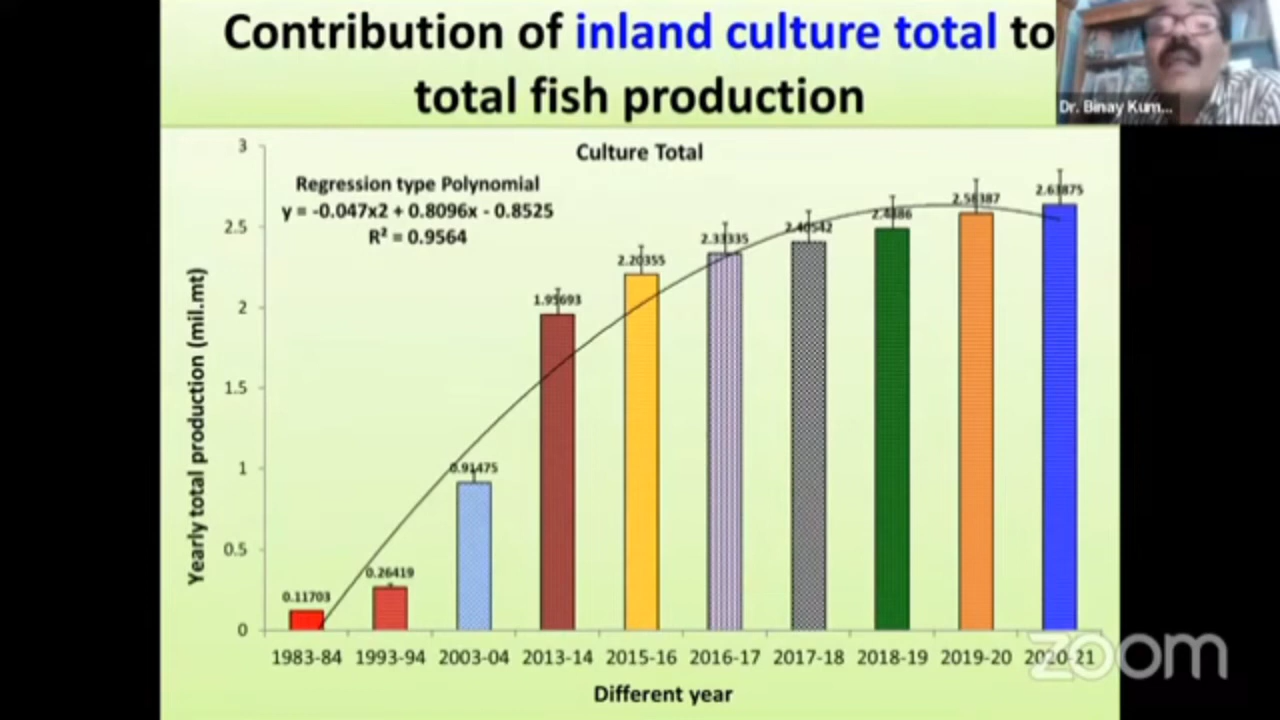 Contribution of inland culture total to
total fish production
Dr. Binay Kum...
Culture Total
Regression type Polynomial
y = -0.047x2 + 0.8096x - 0.8525
R² = 0.9564
Yearly total production (mil.mt)
3
2.5
2
1.5
1
0.5
0
0.11703
0.26419
0.91475
1.95693
2.20355
2.33335
2.40542
2.4886
2.58387
2.63875
1983-84 1993-94 2003-04 2013-14 2015-16 2016-17 2017-18 2018-19 2019-20 2020-21
Different year
zoom